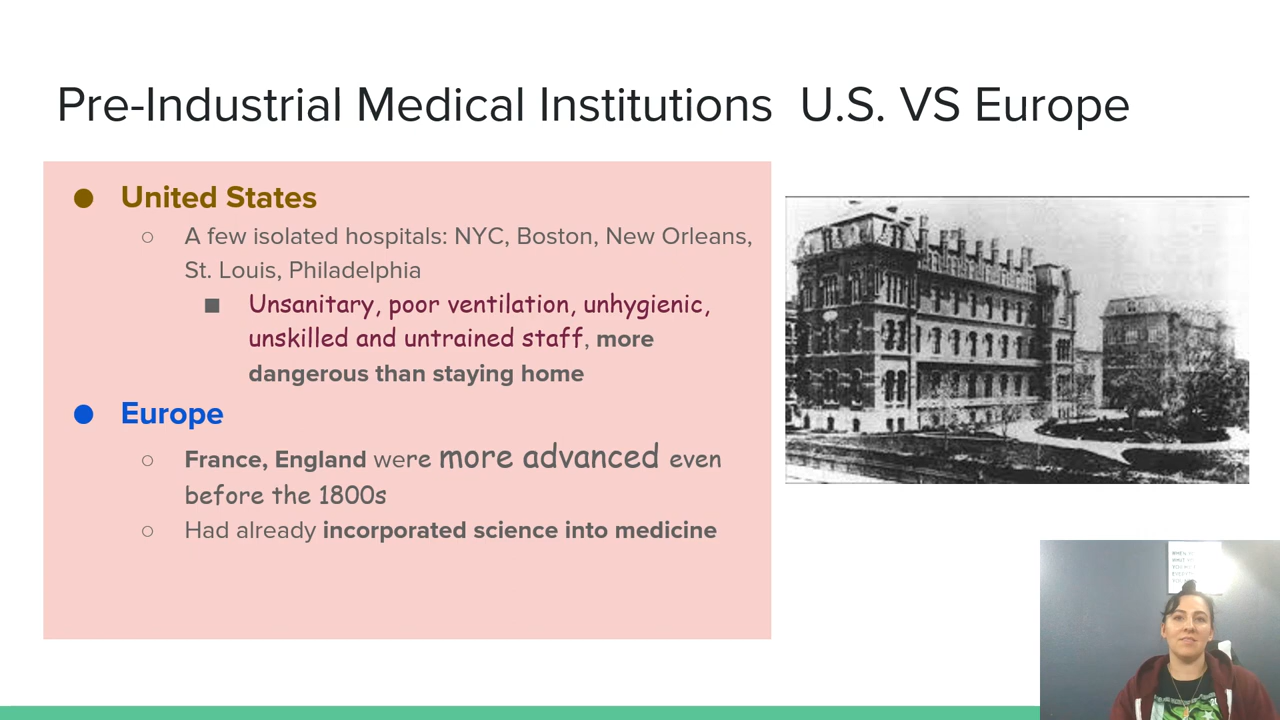 Pre-Industrial Medical Institutions  U.S. VS Europe
● United States
○ A few isolated hospitals: NYC, Boston, New Orleans,
St. Louis, Philadelphia
■ Unsanitary, poor ventilation, unhygienic,
unskilled and untrained staff, more
dangerous than staying home
● Europe
○ France, England were more advanced even
before the 1800s
○ Had already incorporated science into medicine